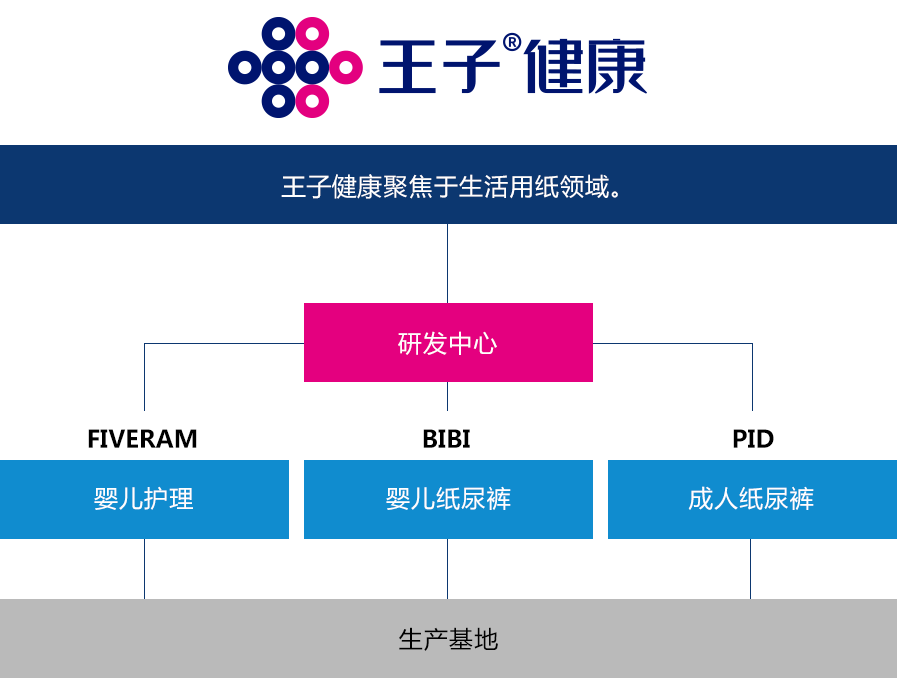 王子®健康
王子健康聚焦于生活用纸领域。
研发中心
FIVERAM
BIBI
PID
婴儿护理
婴儿纸尿裤
成人纸尿裤
生产基地